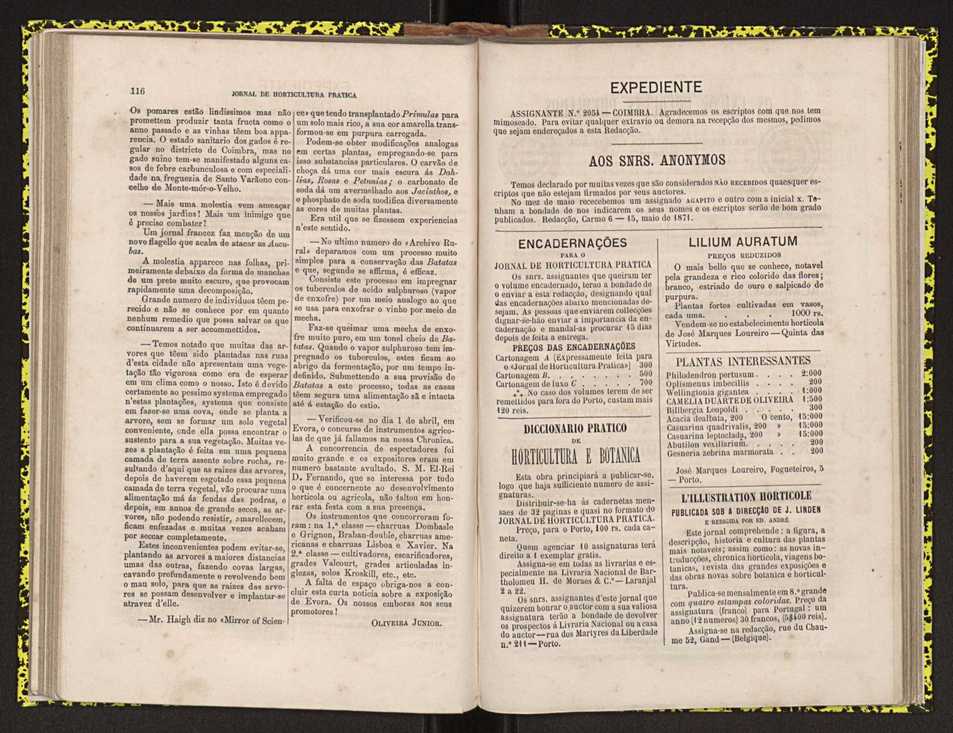 116
JORNAL DE HORTICULTURA PRATICA
Os pomares estão lindissimos mas não
promettem produzir tanta fructa como o
anno passado e as vinhas têem boa appa-
rencia. O estado sanitario dos gados é re-
gular no districto de Coimbra, mas no
gado suino tem-se manifestado alguns ca-
sos de febre carbunculosa e com especiali-
dade na freguezia de Santo Varãono con-
celho de Monte-mór-o-Velho.
— Mais uma molestia vem ameaçar
os nossos jardins! Mais um inimigo que
é preciso combater!
Um jornal francez faz menção de um
novo flagello que acaba de atacar as Aucu-
bas.
A molestia apparece nas folhas, pri-
meiramente debaixo da forma de manchas
de um preto muito escuro, que provocam
rapidamente uma decomposição.
Grande numero de individuos têem pe-
recido e não se conhece por em quanto
nenhum remedio que possa salvar os que
continuarem a ser accommettidos.
— Temos notado que muitas das ar-
vores que têem sido plantadas nas ruas
d'esta cidade não apresentam uma vege-
tação tão vigorosa como era de esperar
em um clima como o nosso. Isto é devido
certamente ao pessimo systema empregado
n'estas plantações, systema que consiste
em fazer-se uma cova, onde se planta a
arvore, sem se formar um solo vegetal
conveniente, onde ella possa encontrar o
sustento para a sua vegetação. Muitas ve-
zes a plantação é feita em uma pequena
camada de terra assente sobre rocha, re-
sultando d'aqui que as raizes das arvores,
depois de haverem esgotado essa pequena
camada de terra vegetal, vão procurar uma
alimentação má ás fendas das pedras, e
depois, em annos de grande secca, as ar-
vores, não podendo resistir, amarellecem,
ficam enfezadas e muitas vezes acabam
por seccar completamente.
Estes inconvenientes podem evitar-se,
plantando as arvores a maiores distancias
umas das outras, fazendo covas largas,
cavando profundamente e revolvendo bem
o mau solo, para que as raizes das arvo-
res se possam desenvolver e implantar-se
atravez d'elle.
— Mr. Haigh diz no «Mirror of Scien-
ce» que tendo transplantado Primulas para
um solo mais rico, a sua cor amarella trans-
formou-se em purpura carregada.
Podem-se obter modificações analogas
em certas plantas, empregando-se para
isso substancias particulares. O carvão de
choça dá uma cor mais escura ás Dah-
lias, Rosas e Petunias; o carbonato de
soda dá um avermelhado aos Jacinthos, e
o phosphato de soda modifica diversamente
as cores de muitas plantas.
Era util que se fizessem experiencias
n'este sentido.
— No ultimo numero do «Archivo Ru-
ral» deparamos com um processo muito
simples para a conservação das Batatas
e que, segundo se affirma, é efficaz.
Consiste este processo em impregnar
os tuberculos de acido sulphuroso (vapor
de enxofre) por um meio analogo ao que
se usa para enxofrar o vinho por meio de
mecha.
Faz-se queimar uma mecha de enxo-
fre muito puro, em um tonel cheio de Ba-
tatas. Quando o vapor sulphuroso tem im-
pregnado os tuberculos, estes ficam ao
abrigo da fermentação, por um tempo in-
definido. Submettendo a sua provisão de
Batatas a este processo, todas as casas
têem segura uma alimentação sã e intacta
até á estação do estio.
— Verificou-se no dia 1 de abril, em
Evora, o concurso de instrumentos agrico-
las de que já fallamos na nossa Chronica.
A concorrencia de espectadores foi
muito grande e os expositores eram em
numero bastante avultado. S. M. El-Rei
D. Fernando, que se interessa por tudo
o que é concernente ao desenvolvimento
horticola ou agricola, não faltou em hon-
rar esta festa com a sua presença.
Os instrumentos que concorreram fo-
ram: na 1.ª classe — charruas Dombasle
e Grignon, Braban-double, charruas ame-
ricanas e charruas Lisboa e Xavier. Na
2.ª classe — cultivadores, escarificadores,
grades Valcourt, grades articuladas in-
glezas, solos Kroskill, etc., etc.
A falta de espaço obriga-nos a con-
cluir esta curta noticia sobre a exposição
de Evora. Os nossos emboras aos seus
promotores!
OLIVEIRA JUNIOR.
EXPEDIENTE
ASSIGNANTE N.º 2054 — COIMBRA. Agradecemos os escriptos com que nos tem
mimoseado. Para evitar qualquer extravio ou demora na recepção dos mesmos, pedimos
que sejam endereçados a esta Redacção.
AOS SNRS. ANONYMOS
Temos declarado por muitas vezes que são considerados NÃO RECEBIDOS quaesquer es-
criptos que não estejam firmados por seus auctores.
No mez de maio rececebemos um assignado AGAPITO e outro com a inicial X. Te-
nham a bondade de nos indicarem os seus nomes e os escriptos serão de bom grado
publicados. Redacção, Carmo 6 — 15, maio de 1871.
ENCADERNAÇÕES
PARA O
JORNAL DE HORTICULTURA PRATICA
Os snrs. assignantes que queiram ter
o volume encadernado, terão a bondade de
o enviar a esta redacção, designando qual
das encadernações abaixo mencionadas de-
sejam. As pessoas que enviarem collecções
dignar-se-hão enviar a importancia da en-
cadernação e mandal-as procurar 15 dias
depois de feita a entrega.
PREÇOS DAS ENCADERNAÇÕES
Cartonagem A (Expressamente feita para
o «Jornal de Horticultura Pratica») 300
Cartonagem B. . . . . . . . 500
Cartonagem de luxo C . . . . . 700
⁂ No caso dos volumes terem de ser
remettidos para fora do Porto, custam mais
120 reis.
DICCIONARIO PRATICO
DE
HORTICULTURA E BOTANICA
Esta obra principiará a publicar-se,
logo que haja sufficiente numero de assi-
gnaturas.
Distribuir-se-ha ás cadernetas men-
saes de 32 paginas e quasi no formato do
JORNAL DE HORTICULTURA PRATICA.
Preço, para o Porto, 100 rs. cada ca-
neta.
Quem agenciar 10 assignaturas terá
direito a 1 exemplar gratis.
Assigna-se em todas as livrarias e es-
pecialmente na Livraria Nacional de Bar-
tholomeu H. de Moraes & C.ª — Laranjal
2 a 22.
Os snrs. assignantes d'este jornal que
quizerem honrar o auctor com a sua valiosa
assignatura terão a bondade de devolver
os prospectos á Livraria Nacional ou a casa
do auctor — rua dos Martyres da Liberdade
n.º 211 — Porto.
LILIUM AURATUM
PREÇOS REDUZIDOS
O mais bello que se conhece, notavel
pela grandeza e rico colorido das flores;
branco, estriado de ouro e salpicado de
purpura.
Plantas fortes cultivadas em vasos,
cada uma. . . . 1000 rs.
Vendem-se no estabelecimento horticola
de José Marques Loureiro — Quinta das
Virtudes.
PLANTAS INTERESSANTES
Philodendron pertusum . . . . 2:000
Oplismenus imbecillis . . . . 200
Wellingtonia gigantea . . . . 1:000
CAMELIA DUARTE DE OLIVEIRA 1:500
Billbergia Leopoldi . . . . 300
Acacia dealbata, 200 O cento, 15:000
Casuarina quadrivalis, 200 » 15:000
Casuarina leptoclada, 200 » 15:000
Abutilon vexillarium. . . . . 200
Gesneria zebrina marmorata . . 200
José Marques Loureiro, Fogueteiros, 5
— Porto.
L'ILLUSTRATION HORTICOLE
PUBLICADA SOB A DIRECÇÃO DE J. LINDEN
E RESGIDA POR ED. ANDRÉ.
Este jornal comprehende: a figura, a
descripção, historia e cultura das plantas
mais notaveis; assim como: as novas in-
troducções, chronica horticola, viagens bo-
tanicas, revista das grandes exposições e
das obras novas sobre botanica e horticul-
tura.
Publica-se mensalmente em 8.º grande
com quatro estampas coloridas. Preço da
assignatura (franco) para Portugal: um
anno (12 numeros) 30 francos, (5$400 reis).
Assigna-se na redacção, rue du Chau-
me 52, Gand — (Belgique).